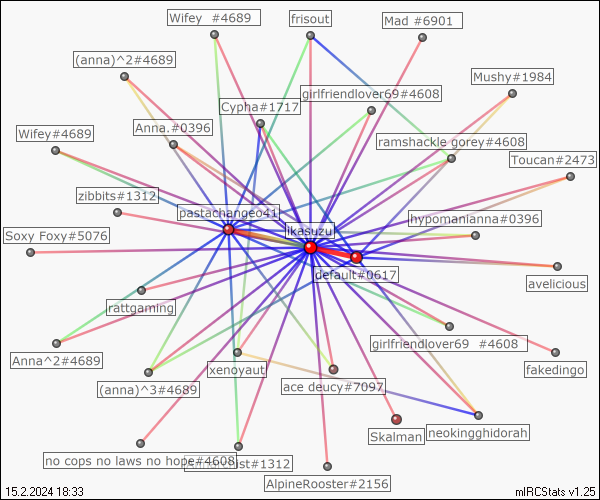 Wifey #4689
frisout
Mad #6901
(anna)^2#4689
Mushy#1984
girlfriendlover69#4608
Cypha#1717
Anna.#0396
Wifey#4689
ramshackle gorey#4608
Toucan#2473
zibbits#1312
pastachangeo41
hypomanianna#0396
Soxy Foxy#5076
ikasuzu
default#0617
avelicious
rattgaming
girlfriendlover69 #4608
Anna^2#4689
xenoyaut
fakedingo
(anna)^3#4689
ace deucy#7097
Skalman
neokingghidorah
no cops no laws no hope#4608
#1312
AlpineRooster#2156
15.2.2024 18:33
mIRCStats v1.25